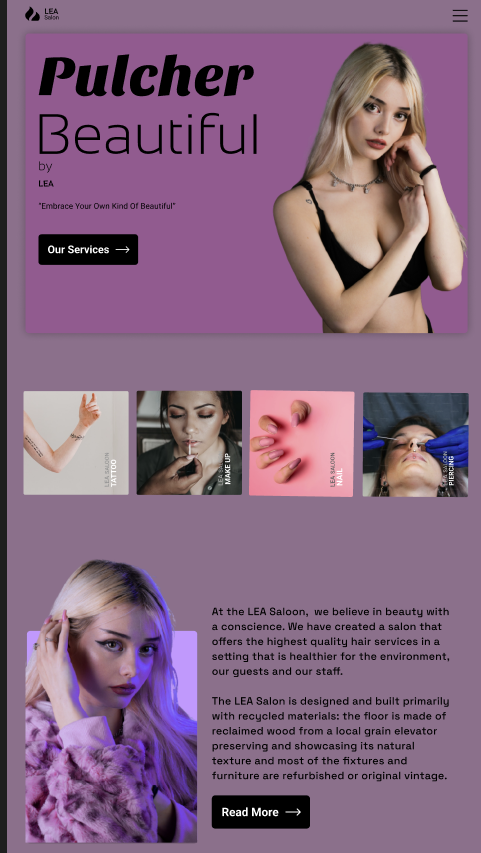 LEA
Salon
Pulcher
Beautiful
by
LEA
"Embrace Your Own Kind Of Beautiful"
Our Services
LEA SALOON
TATTOO
LEA SALOON
MAKE UP
LEA SALOON
NAIL
LEA SALOON
PIERCING
At the LEA Saloon, we believe in beauty with
a conscience. We have created a salon that
offers the highest quality hair services in a
setting that is healthier for the environment,
our guests and our staff.
The LEA Salon is designed and built primarily
with recycled materials: the floor is made of
reclaimed wood from a local grain elevator
preserving and showcasing its natural
texture and most of the fixtures and
furniture are refurbished or original vintage.
Read More